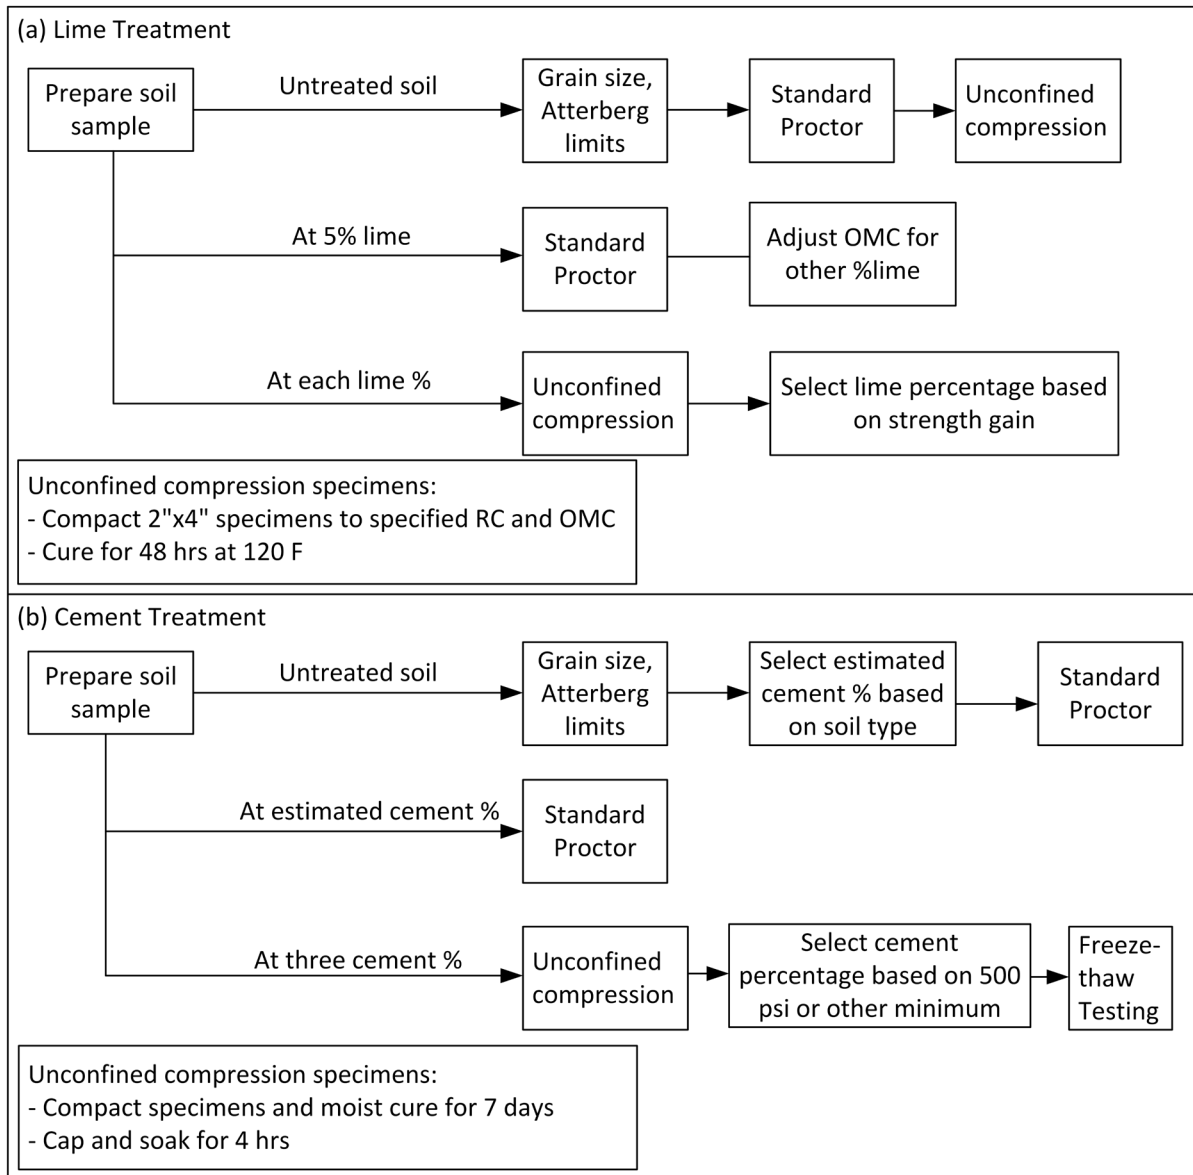 (a) Lime Treatment
Prepare soil
sample
Untreated soil
Grain size,
Atterberg
limits
Standard
Proctor
Unconfined
compression
At 5% lime
Standard
Proctor
Adjust OMC for
other %lime
At each lime %
Unconfined
compression
Select lime percentage based
on strength gain
Unconfined compression specimens:
- Compact 2"x4" specimens to specified RC and OMC
- Cure for 48 hrs at 120 F
(b) Cement Treatment
Prepare soil
sample
Untreated soil
Grain size,
Atterberg
limits
Select estimated
cement % based
on soil type
Standard
Proctor
At estimated cement %
Standard
Proctor
At three cement %
Unconfined
compression
Select cement
percentage based on 500
psi or other minimum
Freeze-
thaw
Testing
Unconfined compression specimens:
- Compact specimens and moist cure for 7 days
- Cap and soak for 4 hrs